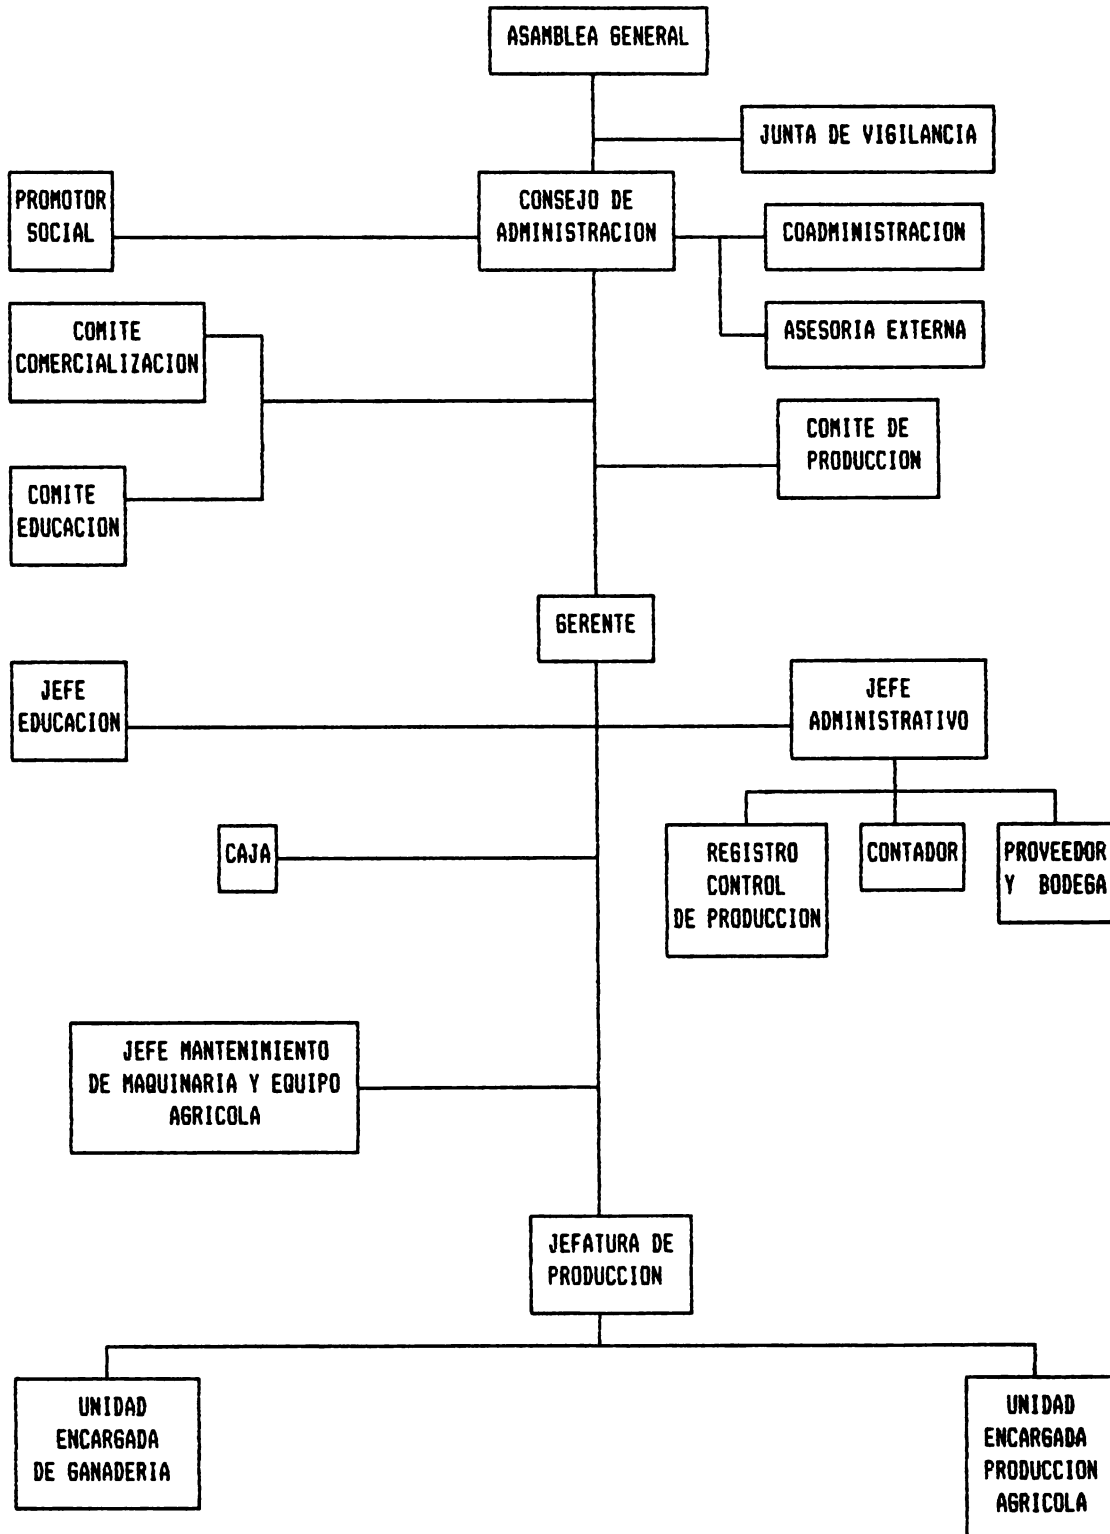 ASAMBLEA GENERAL
JUNTA DE VIGILANCIA
PROMOTOR
SOCIAL
CONSEJO DE
ADMINISTRACION
COADMINISTRACION
ASESORIA EXTERNA
COMITE
COMERCIALIZACION
COMITE DE
PRODUCCION
COMITE
EDUCACION
GERENTE
JEFE
EDUCACION
JEFE
ADMINISTRATIVO
CAJA
REGISTRO
CONTROL
DE PRODUCCION
CONTADOR
PROVEEDOR
Y BODEGA
JEFE MANTENIMIENTO
DE MAQUINARIA Y EQUIPO
AGRICOLA
JEFATURA DE
PRODUCCION
UNIDAD
ENCARGADA
DE GANADERIA
UNIDAD
ENCARGADA
PRODUCCION
AGRICOLA